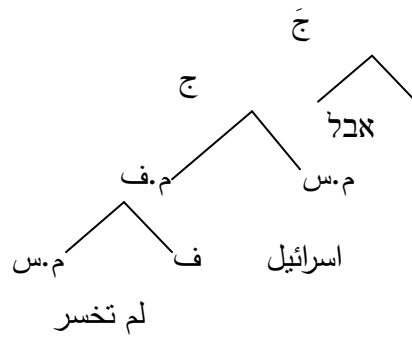 جَ
ج
אבל
م.س م.ف
اسرائيل
ف م.س
لم تخسر